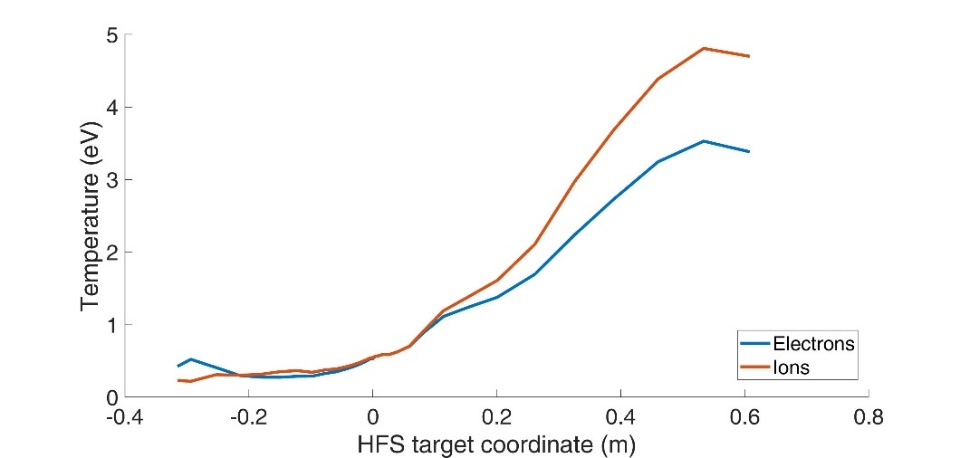 5
4
3
2
1
0
Temperature (eV)
-0.4 -0.2 0 0.2 0.4 0.6 0.8
HFS target coordinate (m)
Electrons
Ions